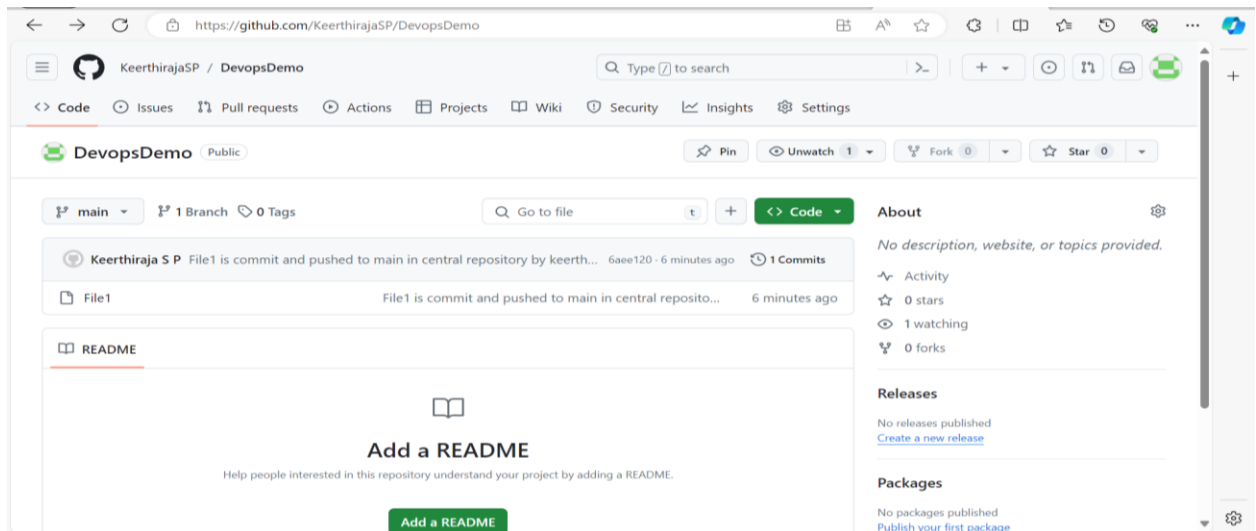 https://github.com/KeerthirajaSP/DevopsDemo
KeerthirajaSP / DevopsDemo
Type / to search
Code Issues Pull requests Actions Projects Wiki Security Insights Settings
DevopsDemo Public
Pin Unwatch 1 Fork 0 Star 0
main 1 Branch 0 Tags Go to file t Code
Keerthiraja S P File1 is commit and pushed to main in central repository by keerth... 6aee120 · 6 minutes ago 1 Commits
File1 File1 is commit and pushed to main in central reposito... 6 minutes ago
README
Add a README
Help people interested in this repository understand your project by adding a README.
Add a README
About
No description, website, or topics provided.
Activity
0 stars
1 watching
0 forks
Releases
No releases published
Create a new release
Packages
No packages published
Publish your first package